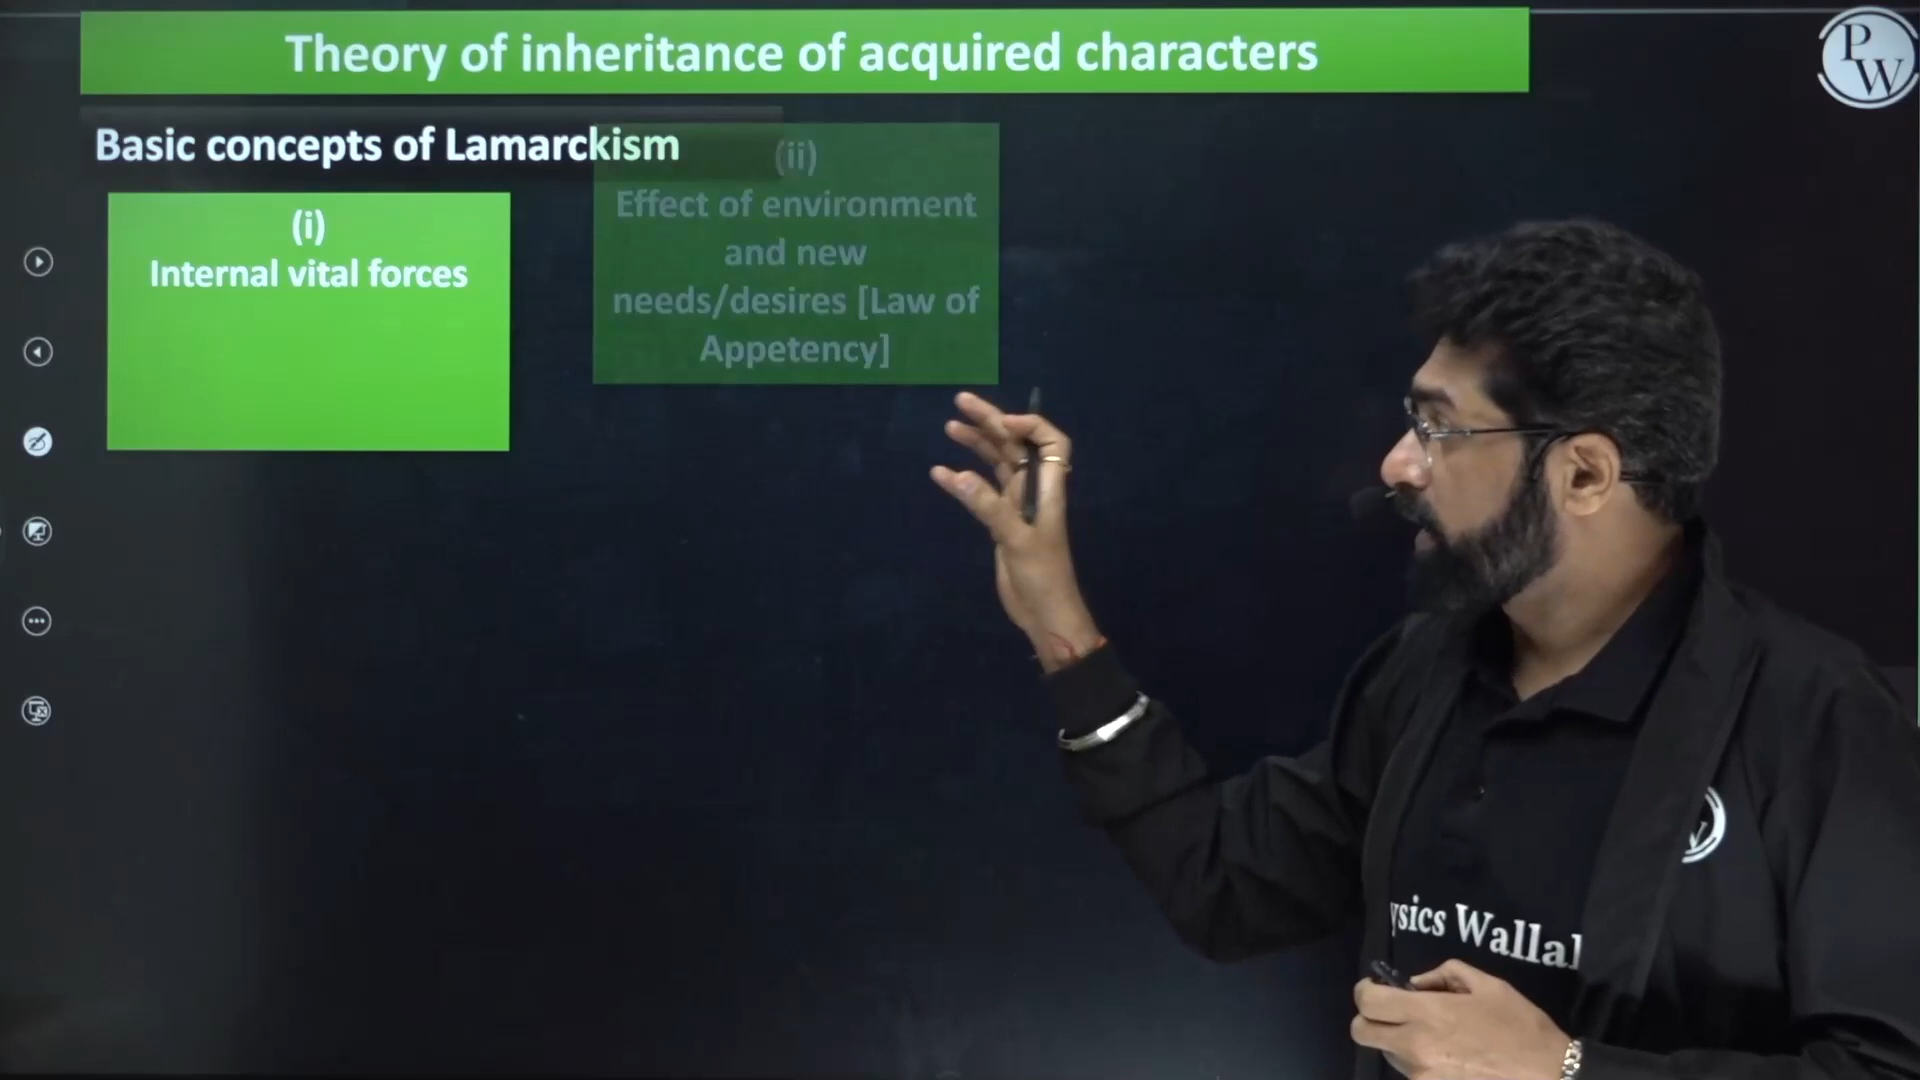 Theory of inheritance of acquired characters
P
W
Basic concepts of Lamarckism
(i)
Internal vital forces
(ii)
Effect of environment
and new
needs/desires [Law of
Appetency]
ysics Wallal